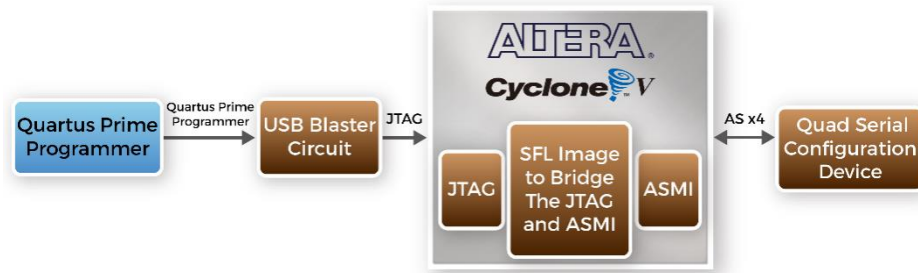 ALTERA®
Cyclone™ V
Quartus Prime
Programmer
Quartus Prime
Programmer
USB Blaster
Circuit
JTAG
JTAG
SFL Image
to Bridge
The JTAG
and ASMI
ASMI
AS x4
Quad Serial
Configuration
Device